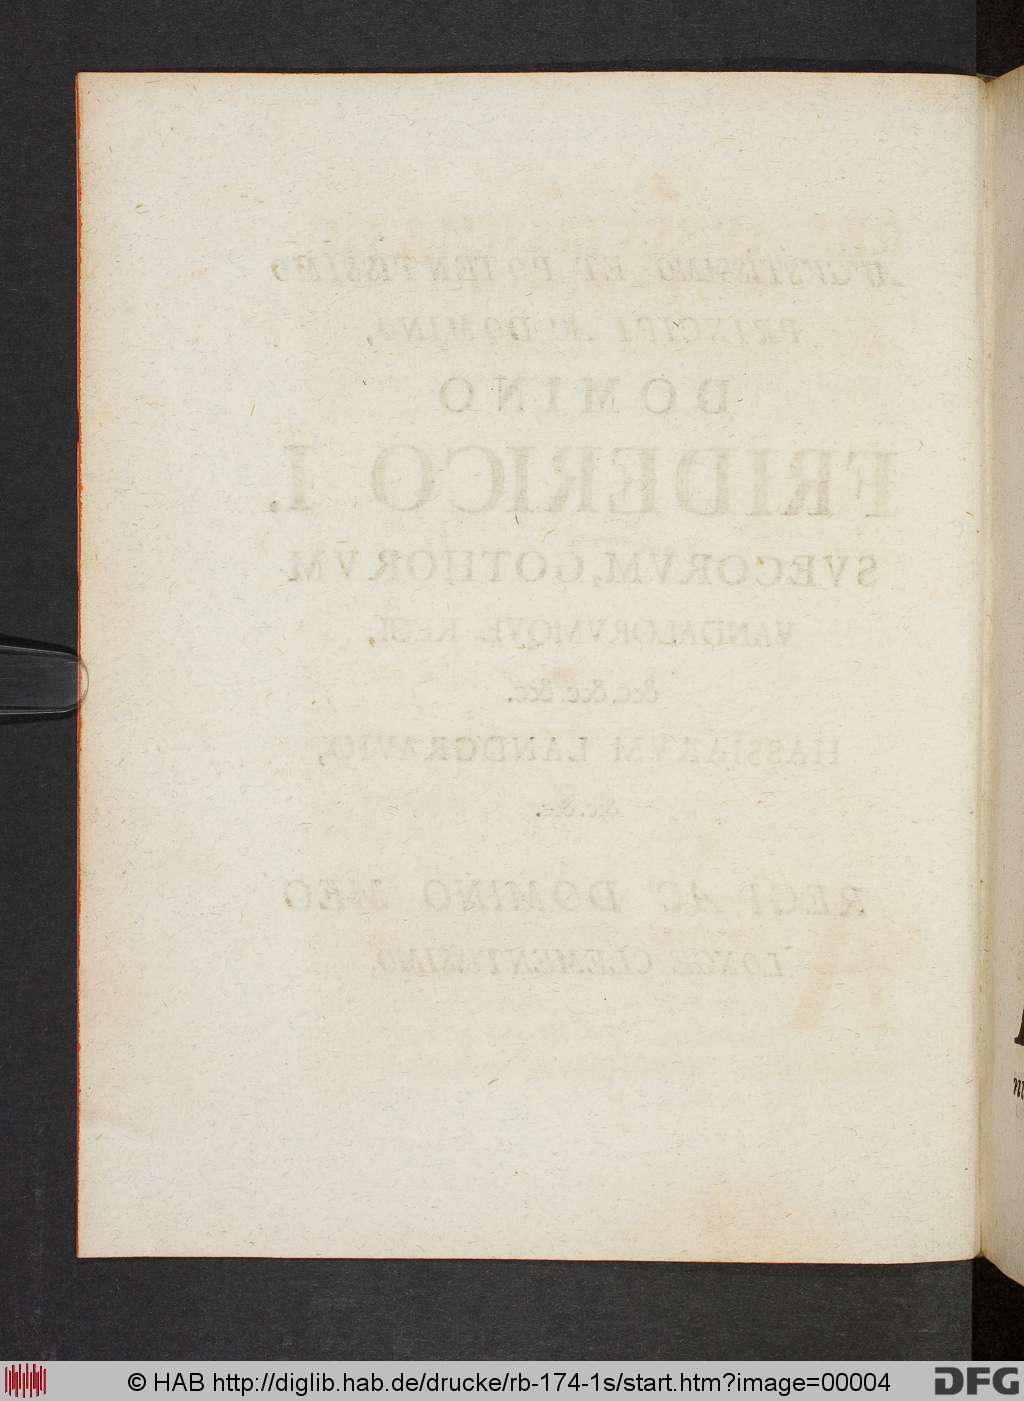 AVGVSTISSIMO ET POTENTISSIMO
PRINCIPI AC DOMINO,
DOMINO
FRIDERICO I.
SVECORVM, GOTHORVM
VANDALORVMQVE REGI,
&c. &c. &c.
HASSIARVM LANDGRAVIO,
&c. &c.
REGI AC DOMINO MEO
LONGE CLEMENTISSIMO.
© HAB http://diglib.hab.de/drucke/rb-174-1s/start.htm?image=00004
DFG